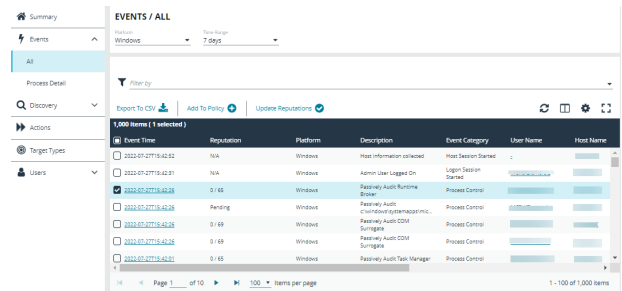 Summary
EVENTS / ALL
Events
Platform
Time Range
Windows
7 days
All
Process Detail
Filter by
Discovery
Export To CSV
Add To Policy
Update Reputations
Actions
1,000 items ( 1 selected )
Event Time Reputation Platform Description Event Category User Name Host Name
Target Types
Users
2022-07-27T15:42:52 N/A Windows Host information collected Host Session Started
2022-07-27T15:42:31 N/A Windows Admin User Logged On Logon Session
Started
2022-07-27T15:42:26 0 / 65 Windows Passively Audit Runtime
Broker Process Control
2022-07-27T15:42:26 Pending Windows Passively Audit
c:\windows\systemapps\mic... Process Control
2022-07-27T15:42:26 0 / 69 Windows Passively Audit COM
Surrogate Process Control
2022-07-27T15:42:26 0 / 69 Windows Passively Audit COM
Surrogate Process Control
2022-07-27T15:42:01 0 / 65 Windows Passively Audit Task Manager Process Control
Page 1 of 10 100 Items per page 1 - 100 of 1,000 items